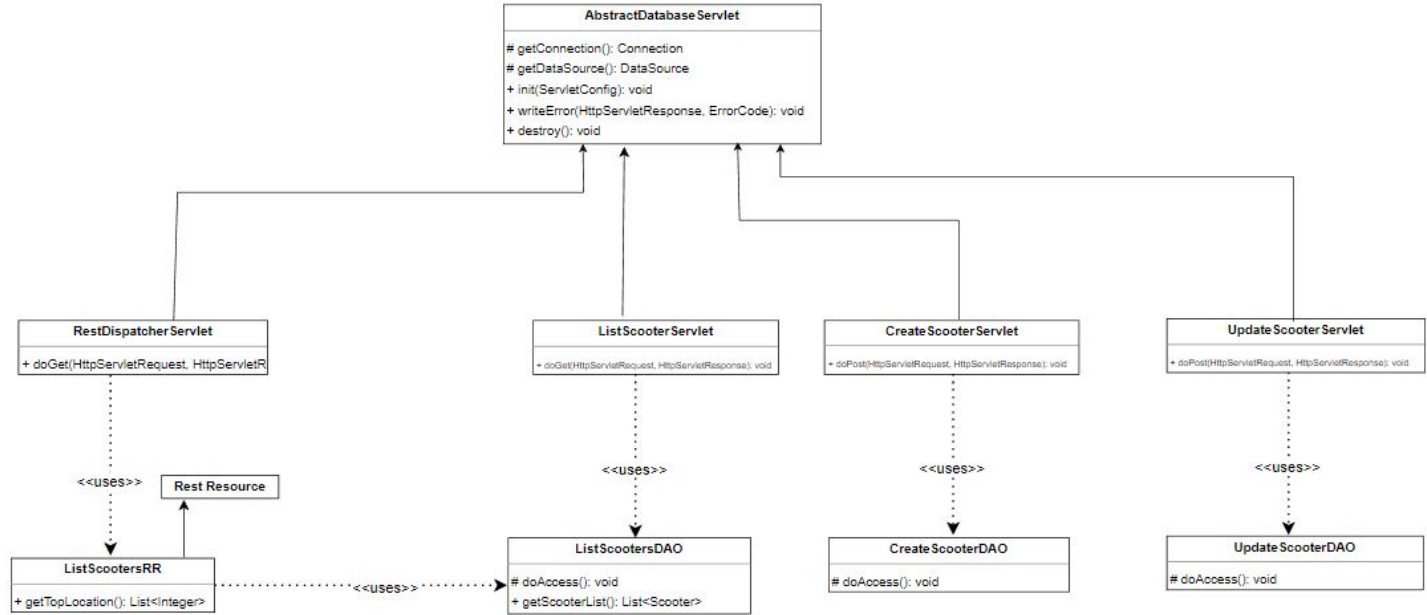 AbstractDatabaseServlet
# getConnection(): Connection
# getDataSource(): DataSource
+ init(ServletConfig): void
+ writeError(HttpServletResponse, ErrorCode): void
+ destroy(): void
RestDispatcherServlet
+ doGet(HttpServletRequest, HttpServletR
ListScooterServlet
+ doGet(HttpServletRequest, HttpServletResponse): void
CreateScooterServlet
+ doPost(HttpServletRequest, HttpServletResponse): void
UpdateScooterServlet
+ doPost(HttpServletRequest, HttpServletResponse): void
<<uses>>
Rest Resource
<<uses>>
<<uses>>
<<uses>>
ListScootersRR
+ getTopLocation(): List<Integer>
<<uses>>
ListScootersDAO
# doAccess(): void
+ getScooterList(): List<Scooter>
CreateScooterDAO
# doAccess(): void
UpdateScooterDAO
# doAccess(): void